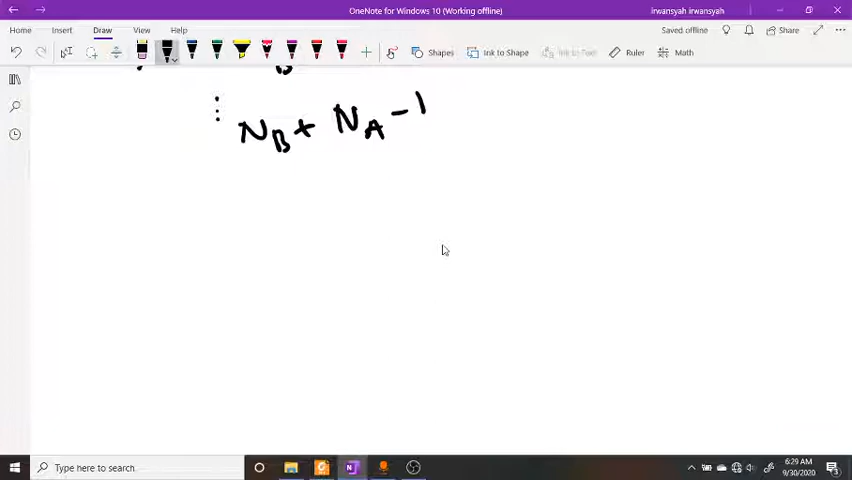 OneNote for Windows 10 (Working offline)
irwansyah irwansyah
Home Insert Draw View Help
Saved offline
Share
Shapes Ink to Shape Ink to Text Ruler Math
B
⋮
N_B + N_A - 1
Type here to search
6:29 AM
9/30/2020
3